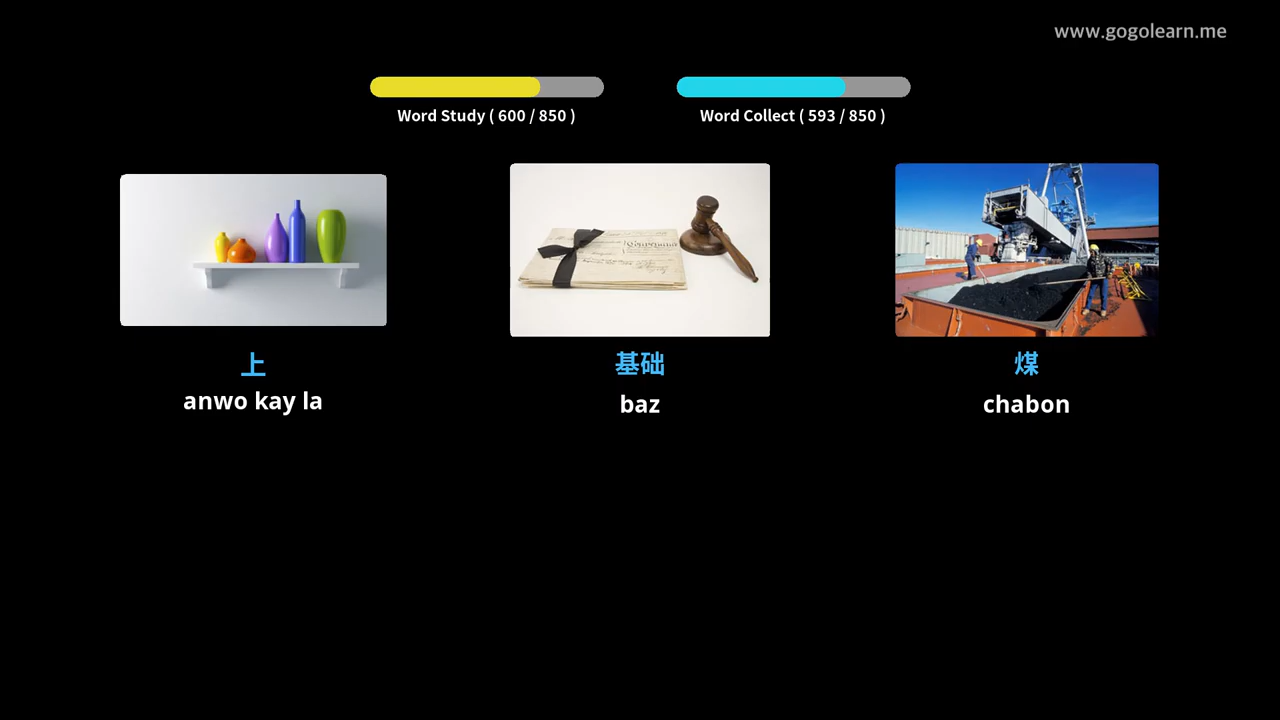 www.gogolearn.me
Word Study ( 600 / 850 )
Word Collect ( 593 / 850 )
上
anwo kay la
基础
baz
煤
chabon